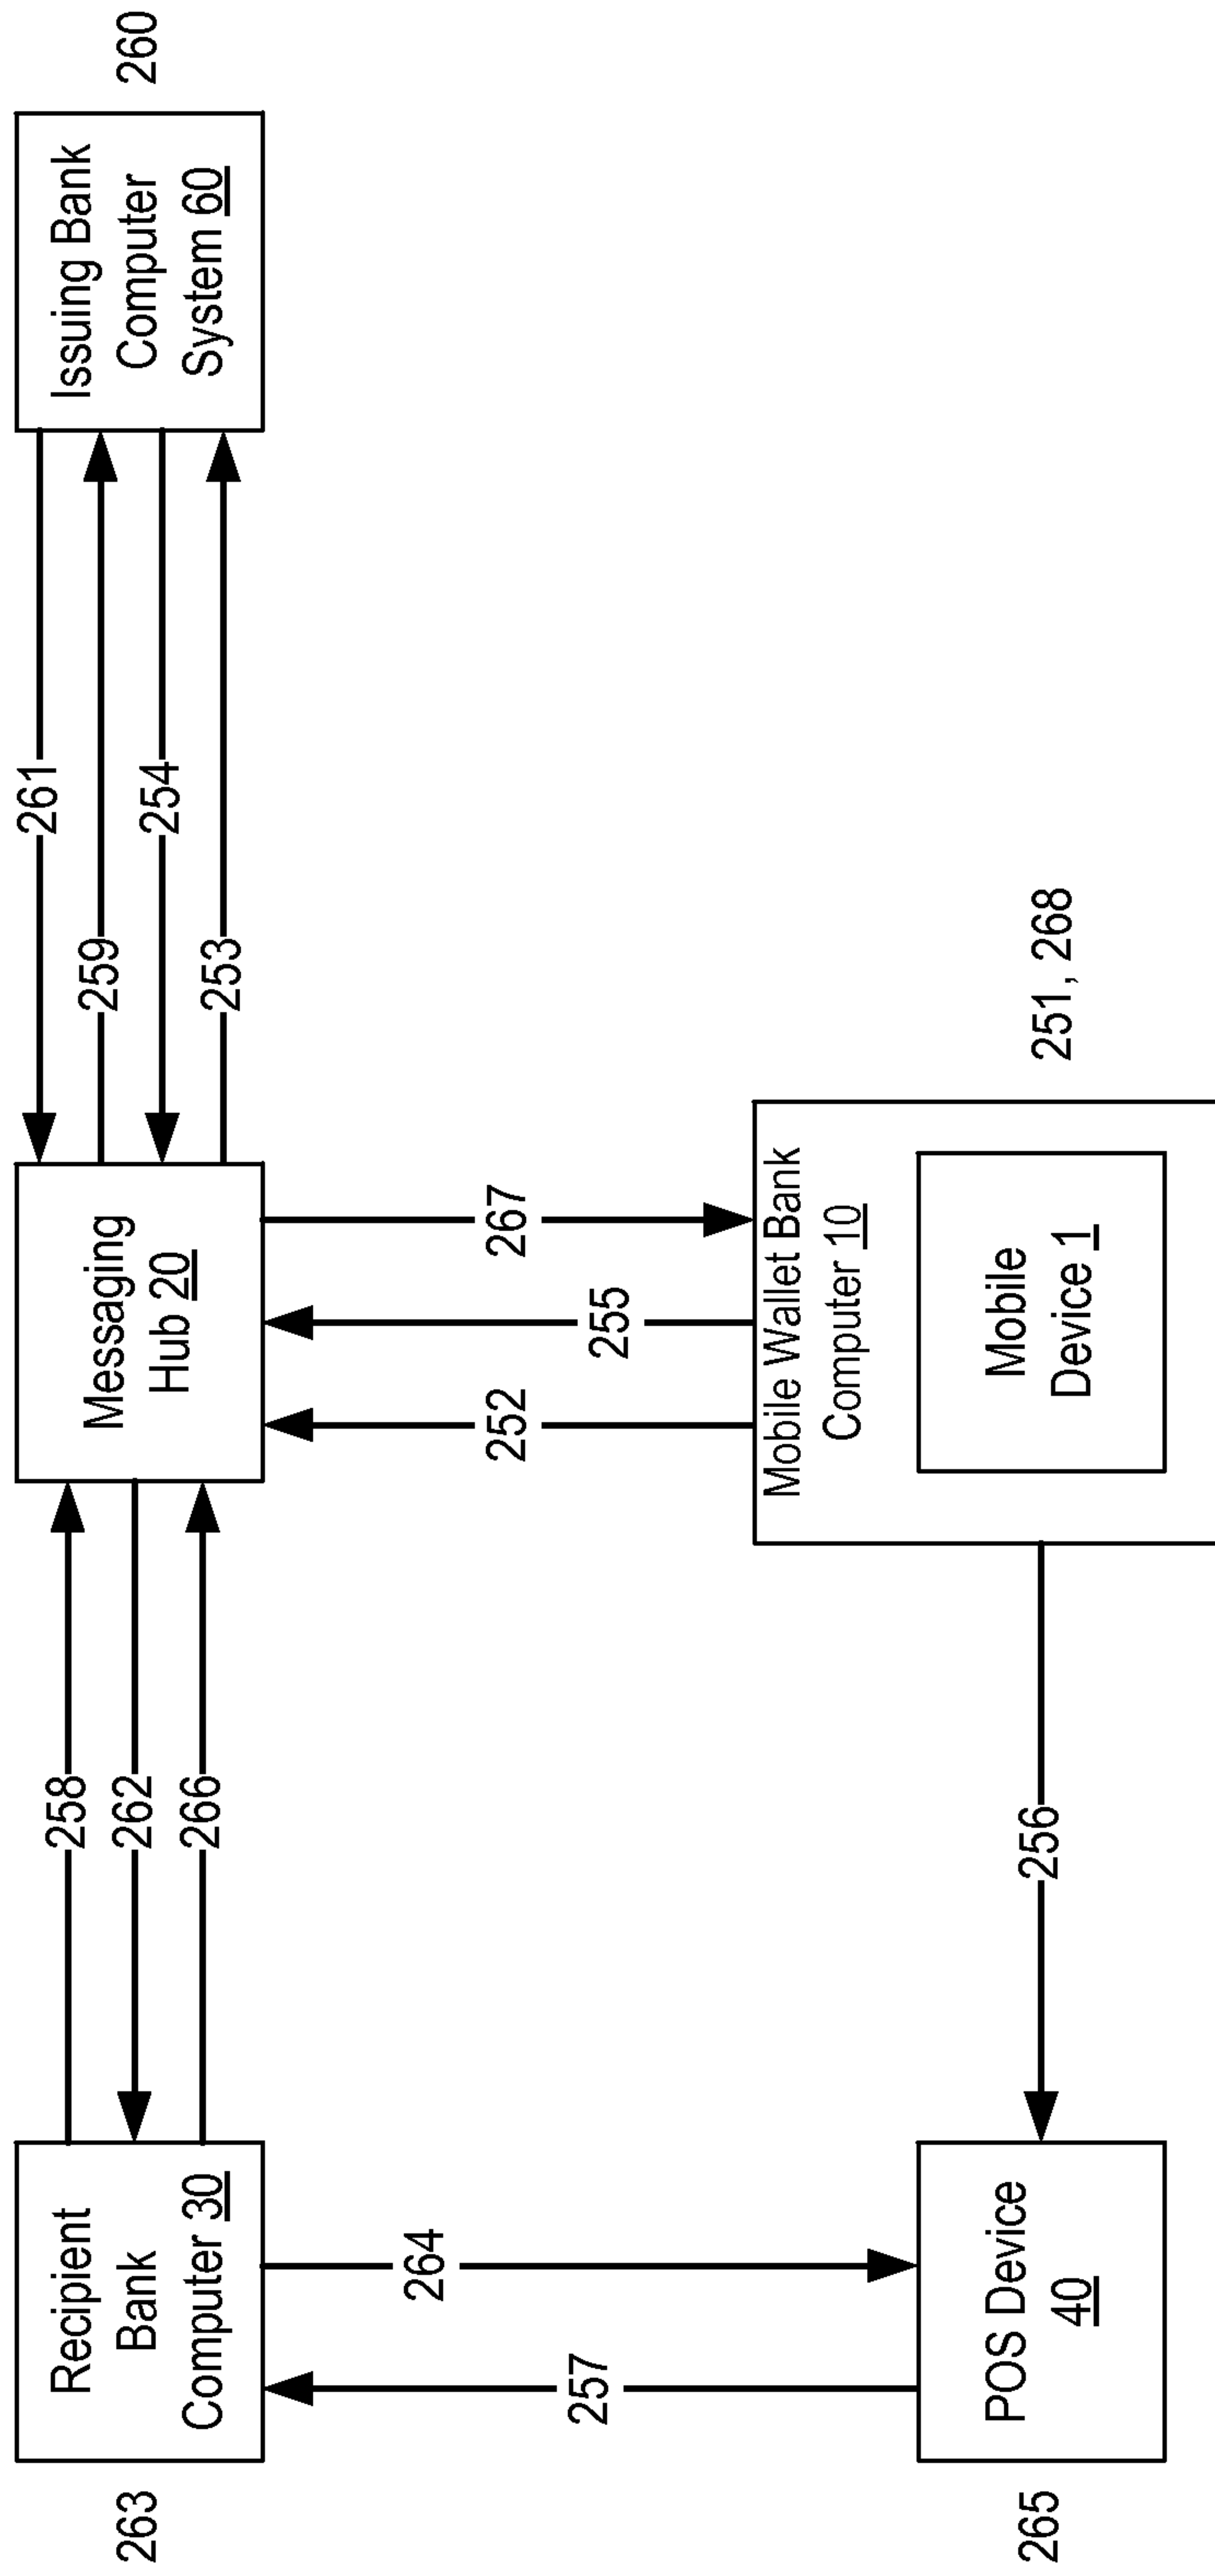 263
Recipient
Bank
Computer 30
258
262
266
Messaging
Hub 20
261
259
254
253
Issuing Bank
Computer
System 60
260
257
264
252
255
267
265
POS Device
40
256
Mobile Wallet Bank
Computer 10
Mobile
Device 1
251, 268